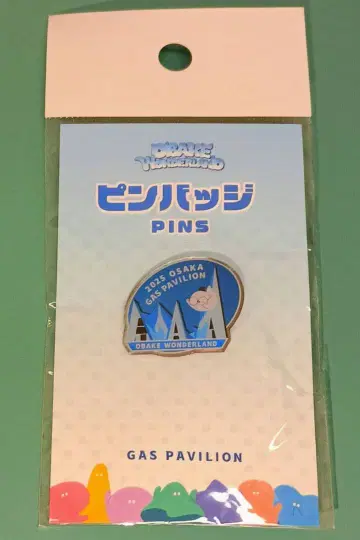 OBAKE
WONDERLAND
ピンバッジ
PINS
2025 OSAKA
GAS PAVILION
OBAKE WONDERLAND
GAS PAVILION